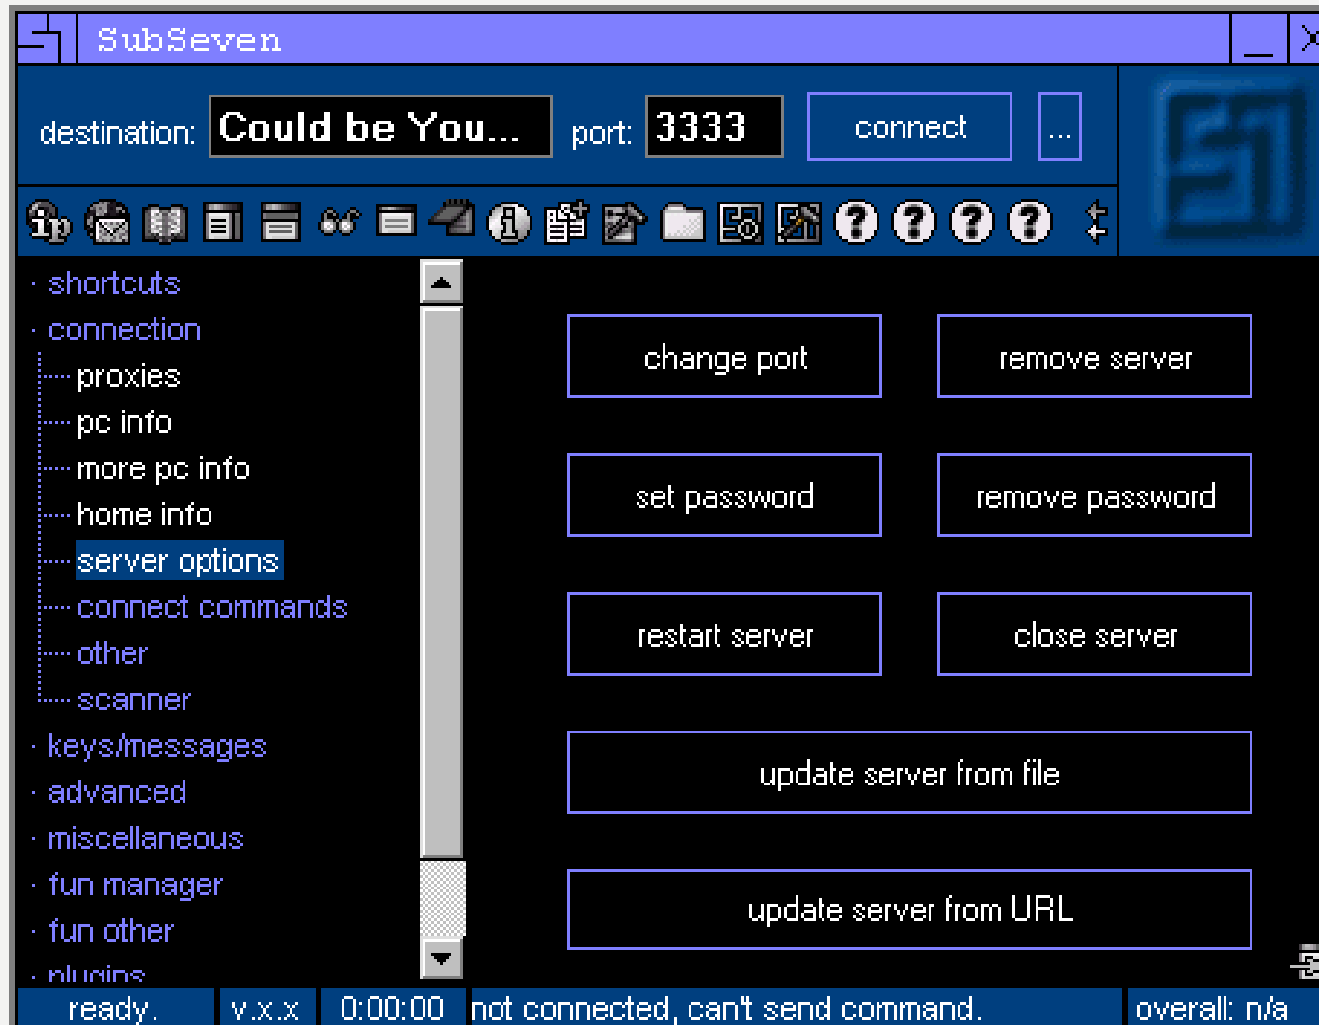 SubSeven
destination: Could be You... port: 3333 connect ...
ip
· shortcuts
· connection
proxies
pc info
more pc info
home info
server options
connect commands
other
scanner
· keys/messages
· advanced
· miscellaneous
· fun manager
· fun other
· plugins
change port remove server
set password remove password
restart server close server
update server from file
update server from URL
ready. v.x.x 0:00:00 not connected, can't send command. overall: n/a